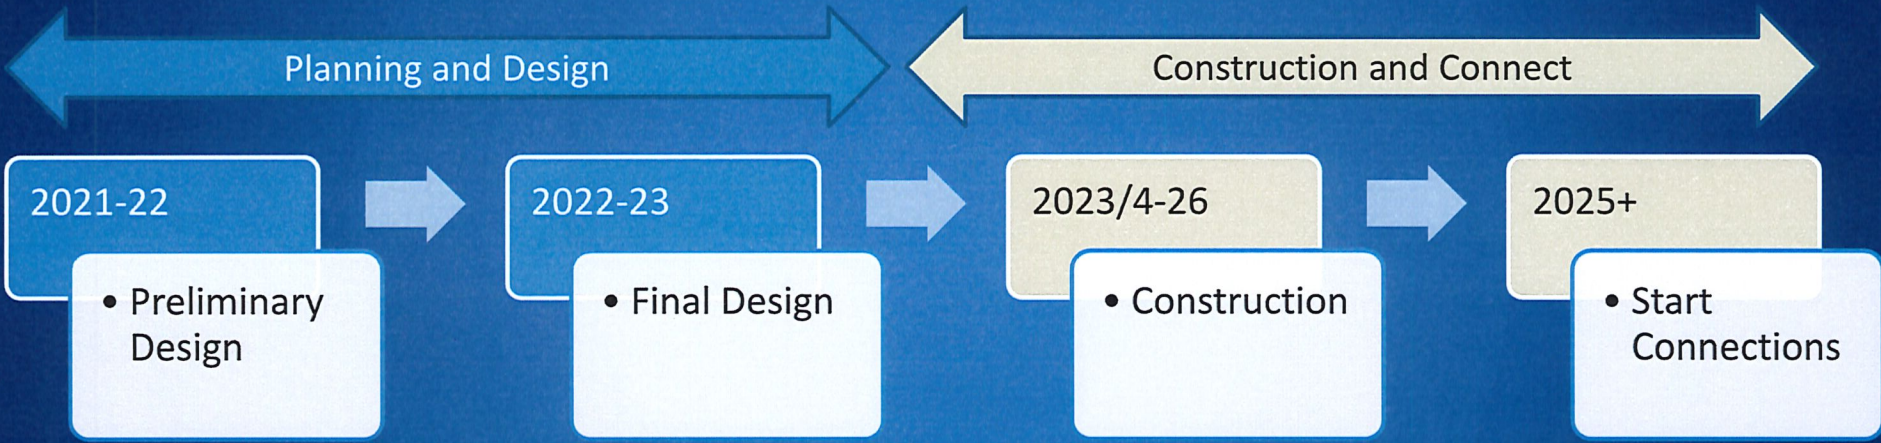 Planning and Design
Construction and Connect
2021-22
• Preliminary
Design
2022-23
• Final Design
2023/4-26
• Construction
2025+
• Start
Connections